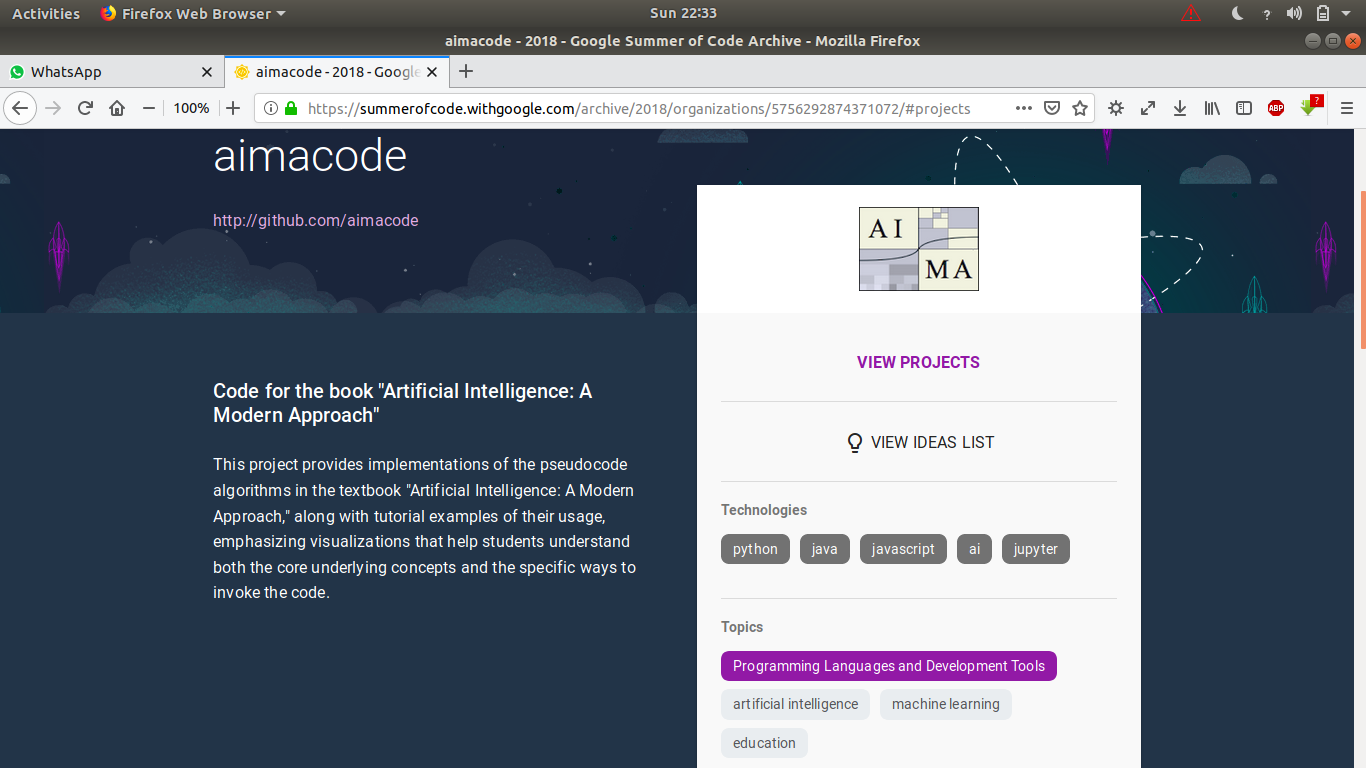 Activities Firefox Web Browser Sun 22:33 ?
aimacode - 2018 - Google Summer of Code Archive - Mozilla Firefox
WhatsApp aimacode - 2018 - Google
100% https://summerofcode.withgoogle.com/archive/2018/organizations/5756292874371072/#projects ABP ?
aimacode
http://github.com/aimacode
A I
M A
VIEW PROJECTS
Code for the book "Artificial Intelligence: A
Modern Approach"
This project provides implementations of the pseudocode
algorithms in the textbook "Artificial Intelligence: A Modern
Approach," along with tutorial examples of their usage,
emphasizing visualizations that help students understand
both the core underlying concepts and the specific ways to
invoke the code.
VIEW IDEAS LIST
Technologies
python java javascript ai jupyter
Topics
Programming Languages and Development Tools
artificial intelligence machine learning
education